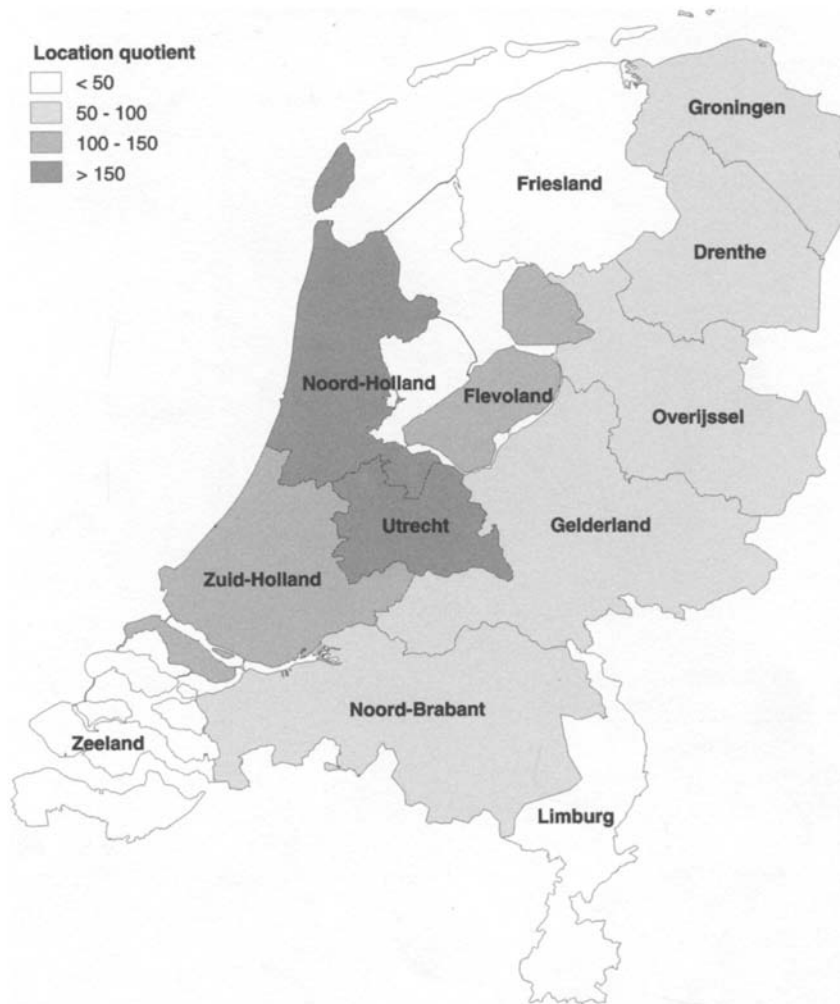 Location quotient
< 50
50 - 100
100 - 150
> 150
Groningen
Friesland
Drenthe
Noord-Holland
Flevoland
Overijssel
Utrecht
Gelderland
Zuid-Holland
Noord-Brabant
Zeeland
Limburg